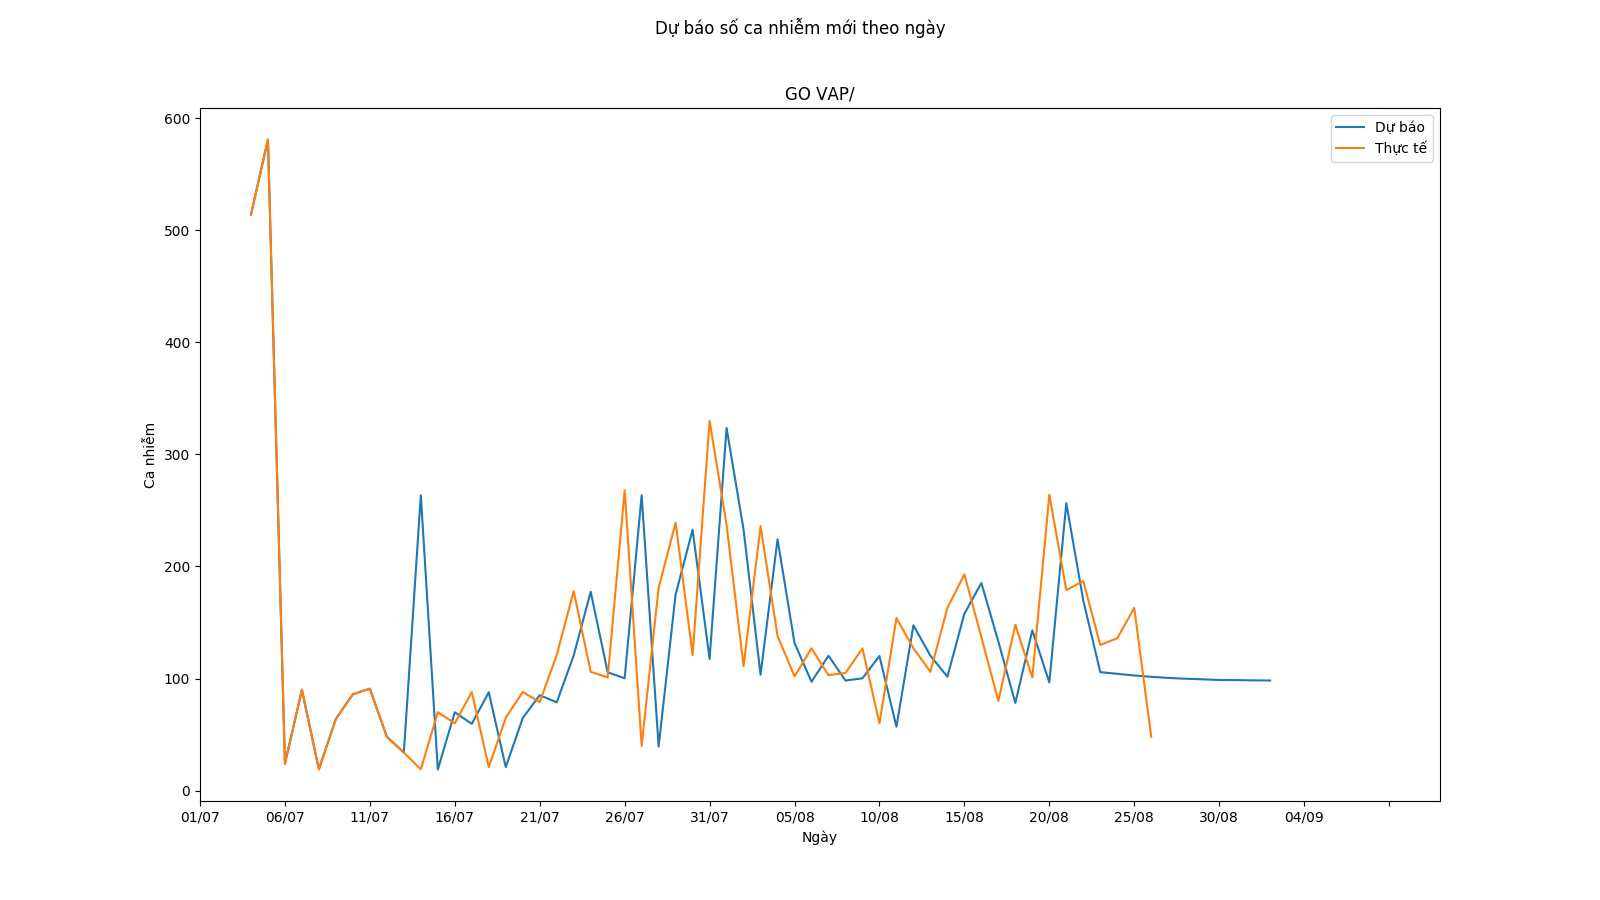 Dự báo số ca nhiễm mới theo ngày
GO VAP/
Dự báo
Thực tế
600
500
400
300
200
100
0
Ca nhiễm
01/07 06/07 11/07 16/07 21/07 26/07 31/07 05/08 10/08 15/08 20/08 25/08 30/08 04/09
Ngày